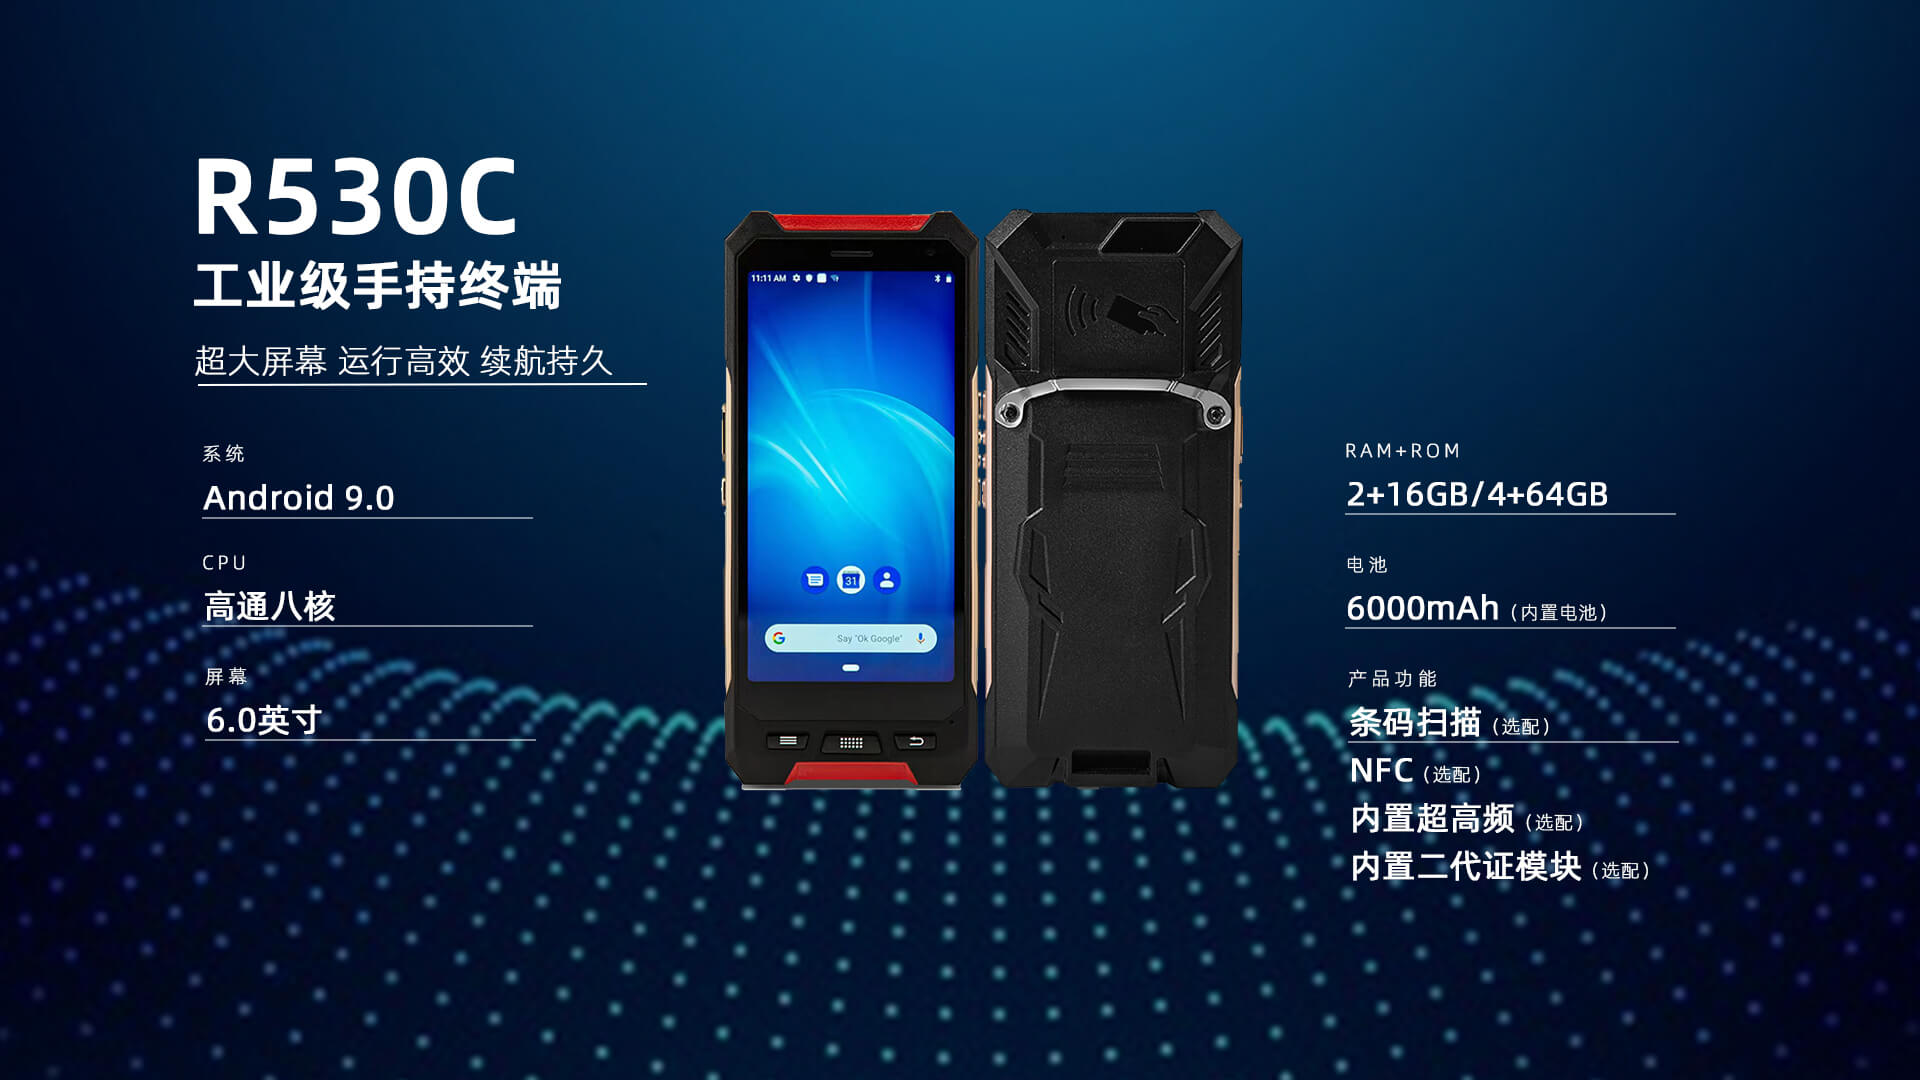 R530C
工业级手持终端
超大屏幕 运行高效 续航持久
系统
Android 9.0
CPU
高通八核
屏幕
6.0英寸
11:11 AM
31
G
Say "Ok Google"
RAM+ROM
2+16GB/4+64GB
电池
6000mAh（内置电池）
产品功能
条码扫描（选配）
NFC（选配）
内置超高频（选配）
内置二代证模块（选配）